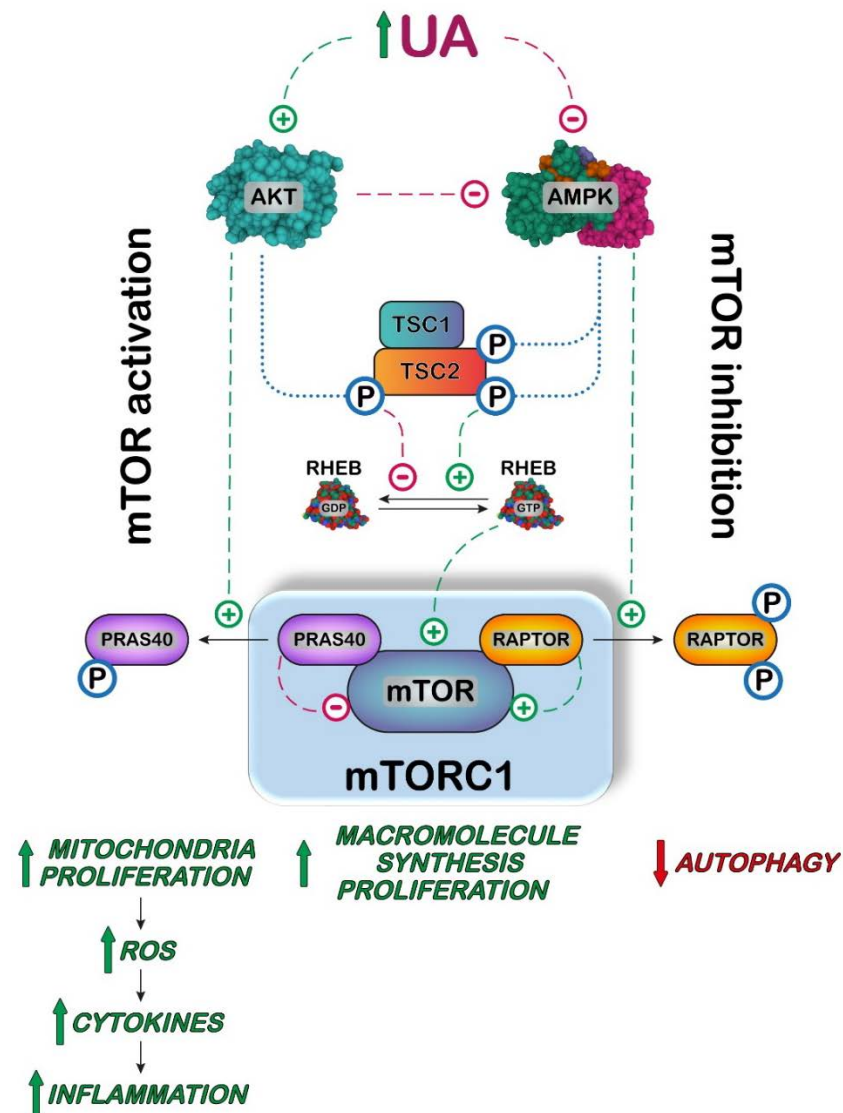 UA
+
-
AKT
-
AMPK
mTOR activation
mTOR inhibition
TSC1
TSC2
P
P
P
-
+
RHEB
GDP
RHEB
GTP
+
+
PRAS40
P
PRAS40
+
RAPTOR
RAPTOR
P
P
mTOR
-
+
mTORC1
MITOCHONDRIA
PROLIFERATION
ROS
CYTOKINES
INFLAMMATION
MACROMOLECULE
SYNTHESIS
PROLIFERATION
AUTOPHAGY